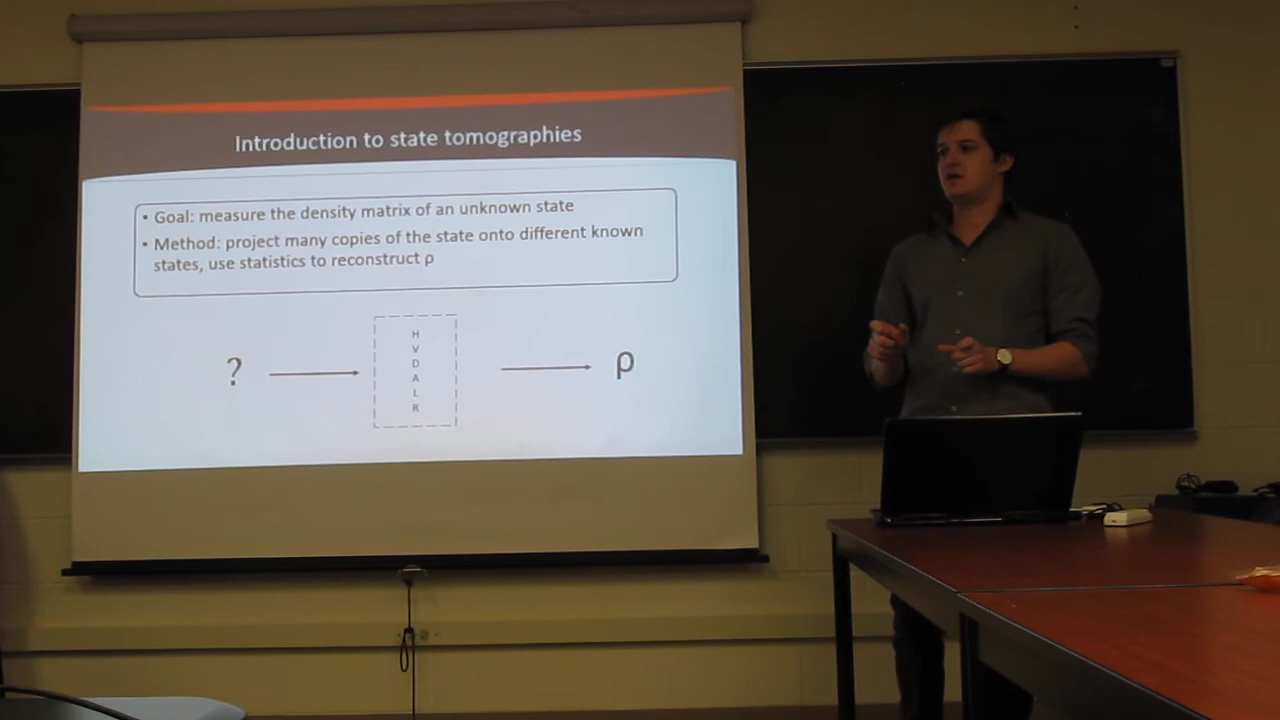 Introduction to state tomographies
• Goal: measure the density matrix of an unknown state
• Method: project many copies of the state onto different known
states, use statistics to reconstruct ρ
?
H
V
D
A
L
R
ρ